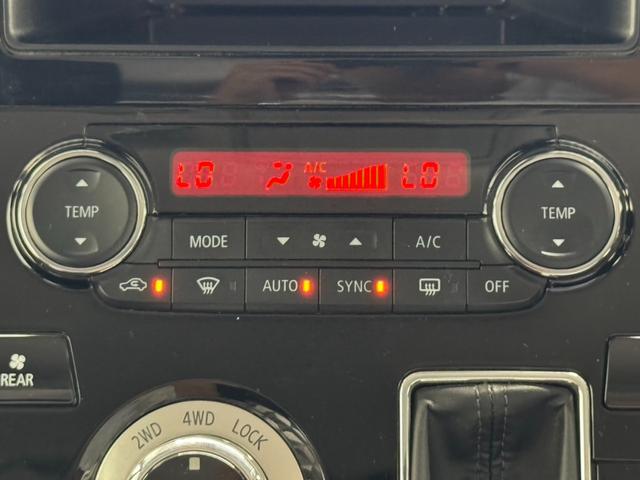 LO A/C LO
TEMP
TEMP
MODE A/C
AUTO SYNC OFF
REAR
2WD 4WD LOCK